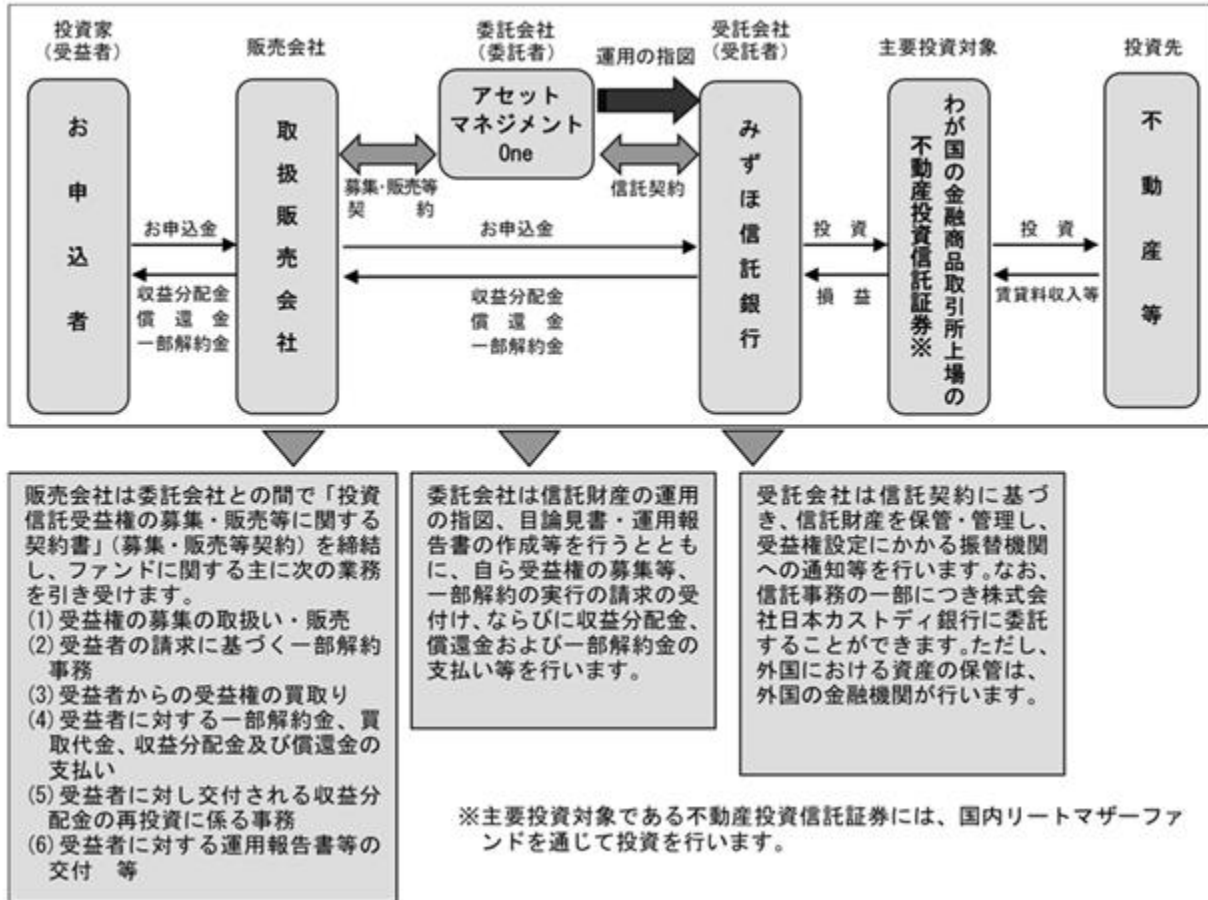 投資家
（受益者）
販売会社
委託会社
（委託者）
運用の指図
受託会社
（受託者）
主要投資対象
投資先
お申込者
取扱販売会社
アセット
マネジメント
One
みずほ信託銀行
わが国の金融商品取引所上場の
不動産投資信託証券※
不動産等
募集・販売等
契　　約
信託契約
お申込金
収益分配金
償　還　金
一部解約金
お申込金
収益分配金
償　還　金
一部解約金
投　資
損　益
投　資
賃貸料収入等
販売会社は委託会社との間で「投資
信託受益権の募集・販売等に関する
契約書」（募集・販売等契約）を締結
し、ファンドに関する主に次の業務
を引き受けます。
(1)受益権の募集の取扱い・販売
(2)受益者の請求に基づく一部解約
事務
(3)受益者からの受益権の買取り
(4)受益者に対する一部解約金、買
取代金、収益分配金及び償還金の
支払い
(5)受益者に対し交付される収益分
配金の再投資に係る事務
(6)受益者に対する運用報告書等の
交付　等
委託会社は信託財産の運用
の指図、目論見書・運用報
告書の作成等を行うととも
に、自ら受益権の募集等、
一部解約の実行の請求の受
付け、ならびに収益分配金、
償還金および一部解約金の
支払い等を行います。
受託会社は信託契約に基づ
き、信託財産を保管・管理し、
受益権設定にかかる振替機関
への通知等を行います。なお、
信託事務の一部につき株式会
社日本カストディ銀行に委託
することができます。ただし、
外国における資産の保管は、
外国の金融機関が行います。
※主要投資対象である不動産投資信託証券には、国内リートマザーファ
ンドを通じて投資を行います。